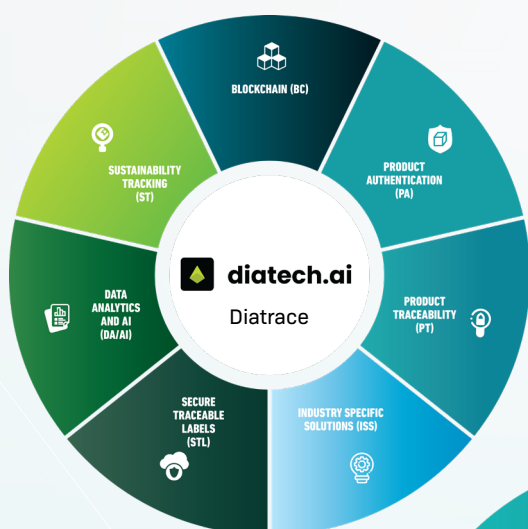 BLOCKCHAIN (BC)
PRODUCT
AUTHENTICATION
(PA)
PRODUCT
TRACEABILITY
(PT)
INDUSTRY SPECIFIC
SOLUTIONS (ISS)
SECURE
TRACEABLE
LABELS
(STL)
DATA
ANALYTICS
AND AI
(DA/AI)
SUSTAINABILITY
TRACKING
(ST)
diatech.ai
Diatrace